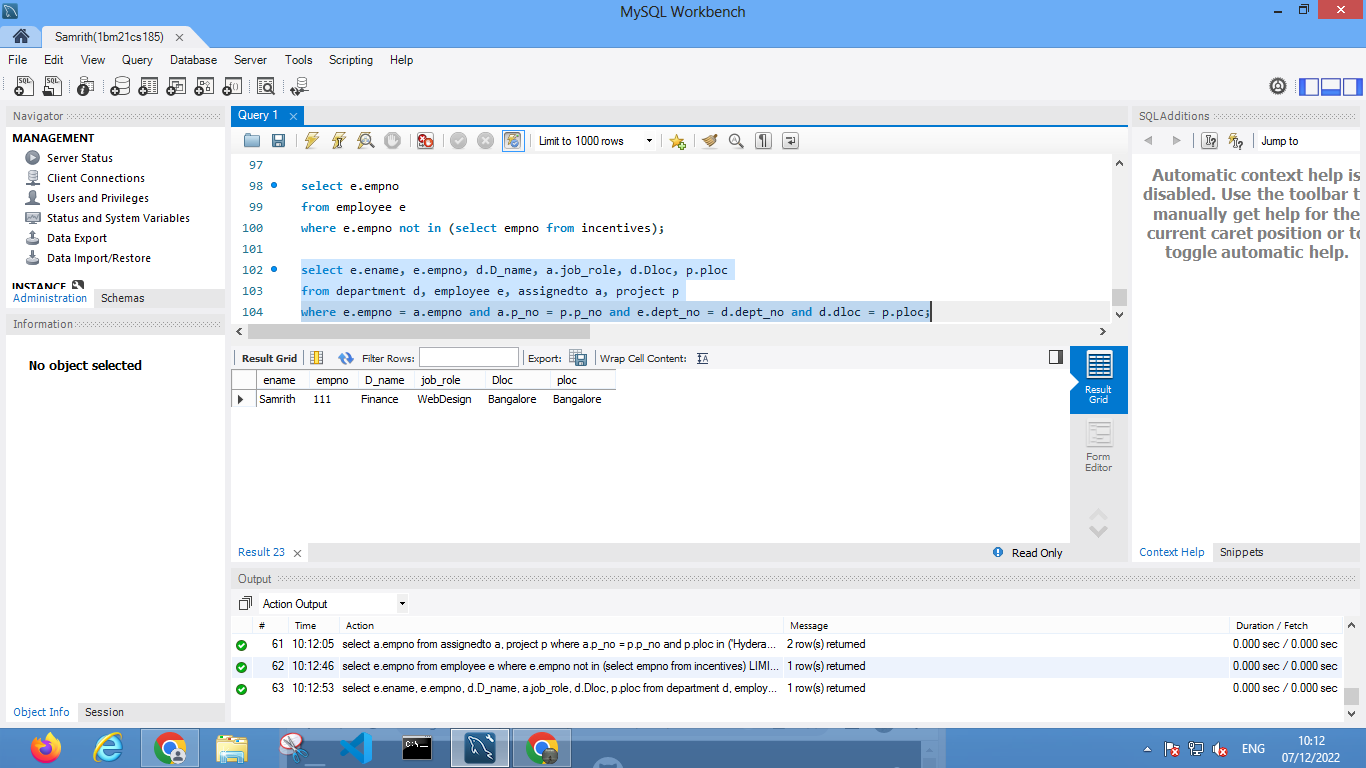 MySQL Workbench
Samrith(1bm21cs185)
File Edit View Query Database Server Tools Scripting Help
Navigator
MANAGEMENT
Server Status
Client Connections
Users and Privileges
Status and System Variables
Data Export
Data Import/Restore
INSTANCE
Administration Schemas
Information
No object selected
Object Info Session
Query 1
Limit to 1000 rows
97
98 select e.empno
99 from employee e
100 where e.empno not in (select empno from incentives);
101
102 select e.ename, e.empno, d.D_name, a.job_role, d.Dloc, p.ploc
103 from department d, employee e, assignedto a, project p
104 where e.empno = a.empno and a.p_no = p.p_no and e.dept_no = d.dept_no and d.dloc = p.ploc;
Result Grid Filter Rows: Export: Wrap Cell Content:
ename empno D_name job_role Dloc ploc
Samrith 111 Finance WebDesign Bangalore Bangalore
Result Grid
Form Editor
Result 23
Read Only
SQLAdditions
Jump to
Automatic context help is
disabled. Use the toolbar t
manually get help for the
current caret position or to
toggle automatic help.
Context Help Snippets
Output
Action Output
# Time Action Message Duration / Fetch
61 10:12:05 select a.empno from assignedto a, project p where a.p_no = p.p_no and p.ploc in ('Hydera... 2 row(s) returned 0.000 sec / 0.000 sec
62 10:12:46 select e.empno from employee e where e.empno not in (select empno from incentives) LIMI... 1 row(s) returned 0.000 sec / 0.000 sec
63 10:12:53 select e.ename, e.empno, d.D_name, a.job_role, d.Dloc, p.ploc from department d, employ... 1 row(s) returned 0.000 sec / 0.000 sec
ENG
10:12
07/12/2022